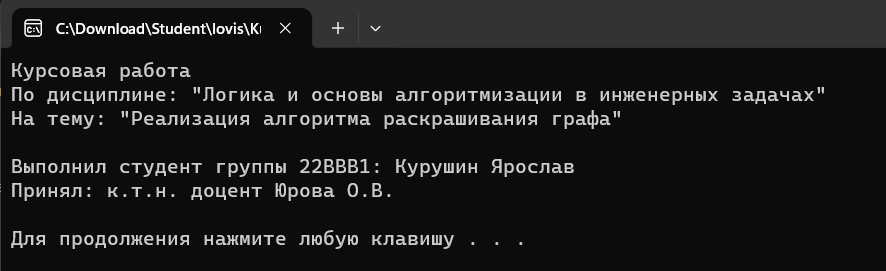 C:\Download\Student\lovis\Ku
Курсовая работа
По дисциплине: "Логика и основы алгоритмизации в инженерных задачах"
На тему: "Реализация алгоритма раскрашивания графа"
Выполнил студент группы 22ВВВ1: Курушин Ярослав
Принял: к.т.н. доцент Юрова О.В.
Для продолжения нажмите любую клавишу . . .